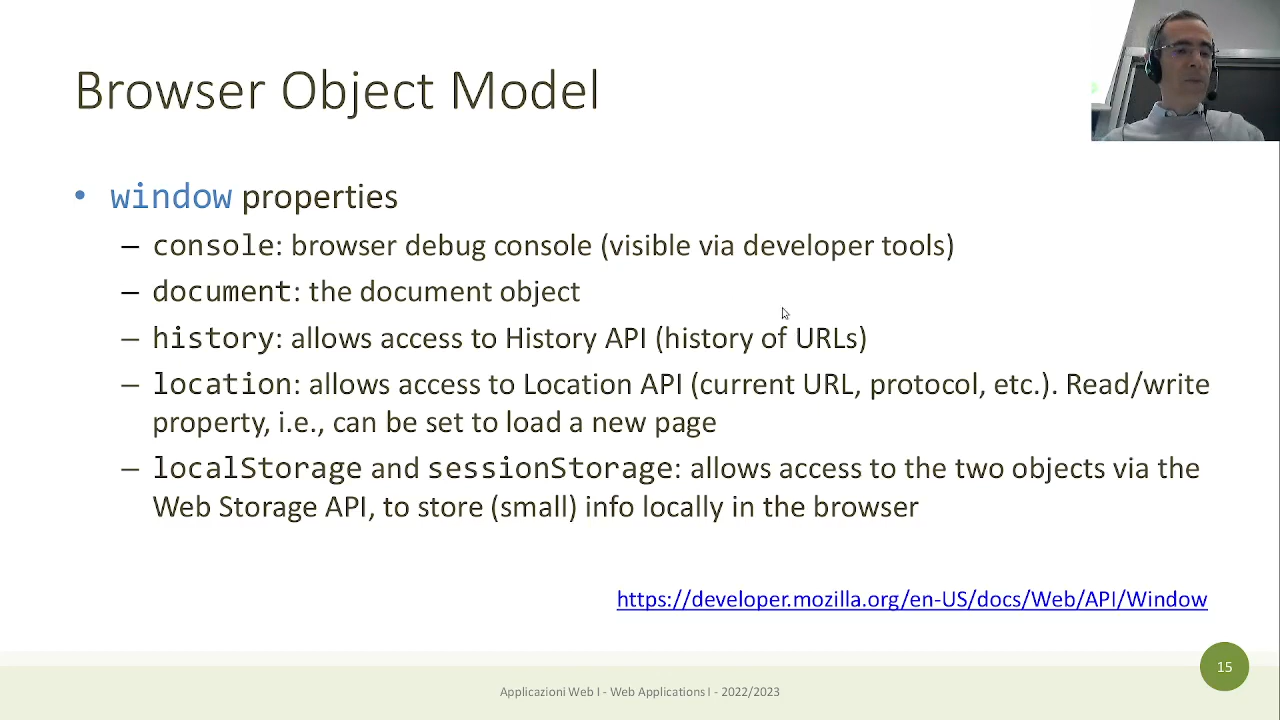 Browser Object Model
• window properties
– console: browser debug console (visible via developer tools)
– document: the document object
– history: allows access to History API (history of URLs)
– location: allows access to Location API (current URL, protocol, etc.). Read/write
property, i.e., can be set to load a new page
– localStorage and sessionStorage: allows access to the two objects via the
Web Storage API, to store (small) info locally in the browser
https://developer.mozilla.org/en-US/docs/Web/API/Window
15
Applicazioni Web I - Web Applications I - 2022/2023